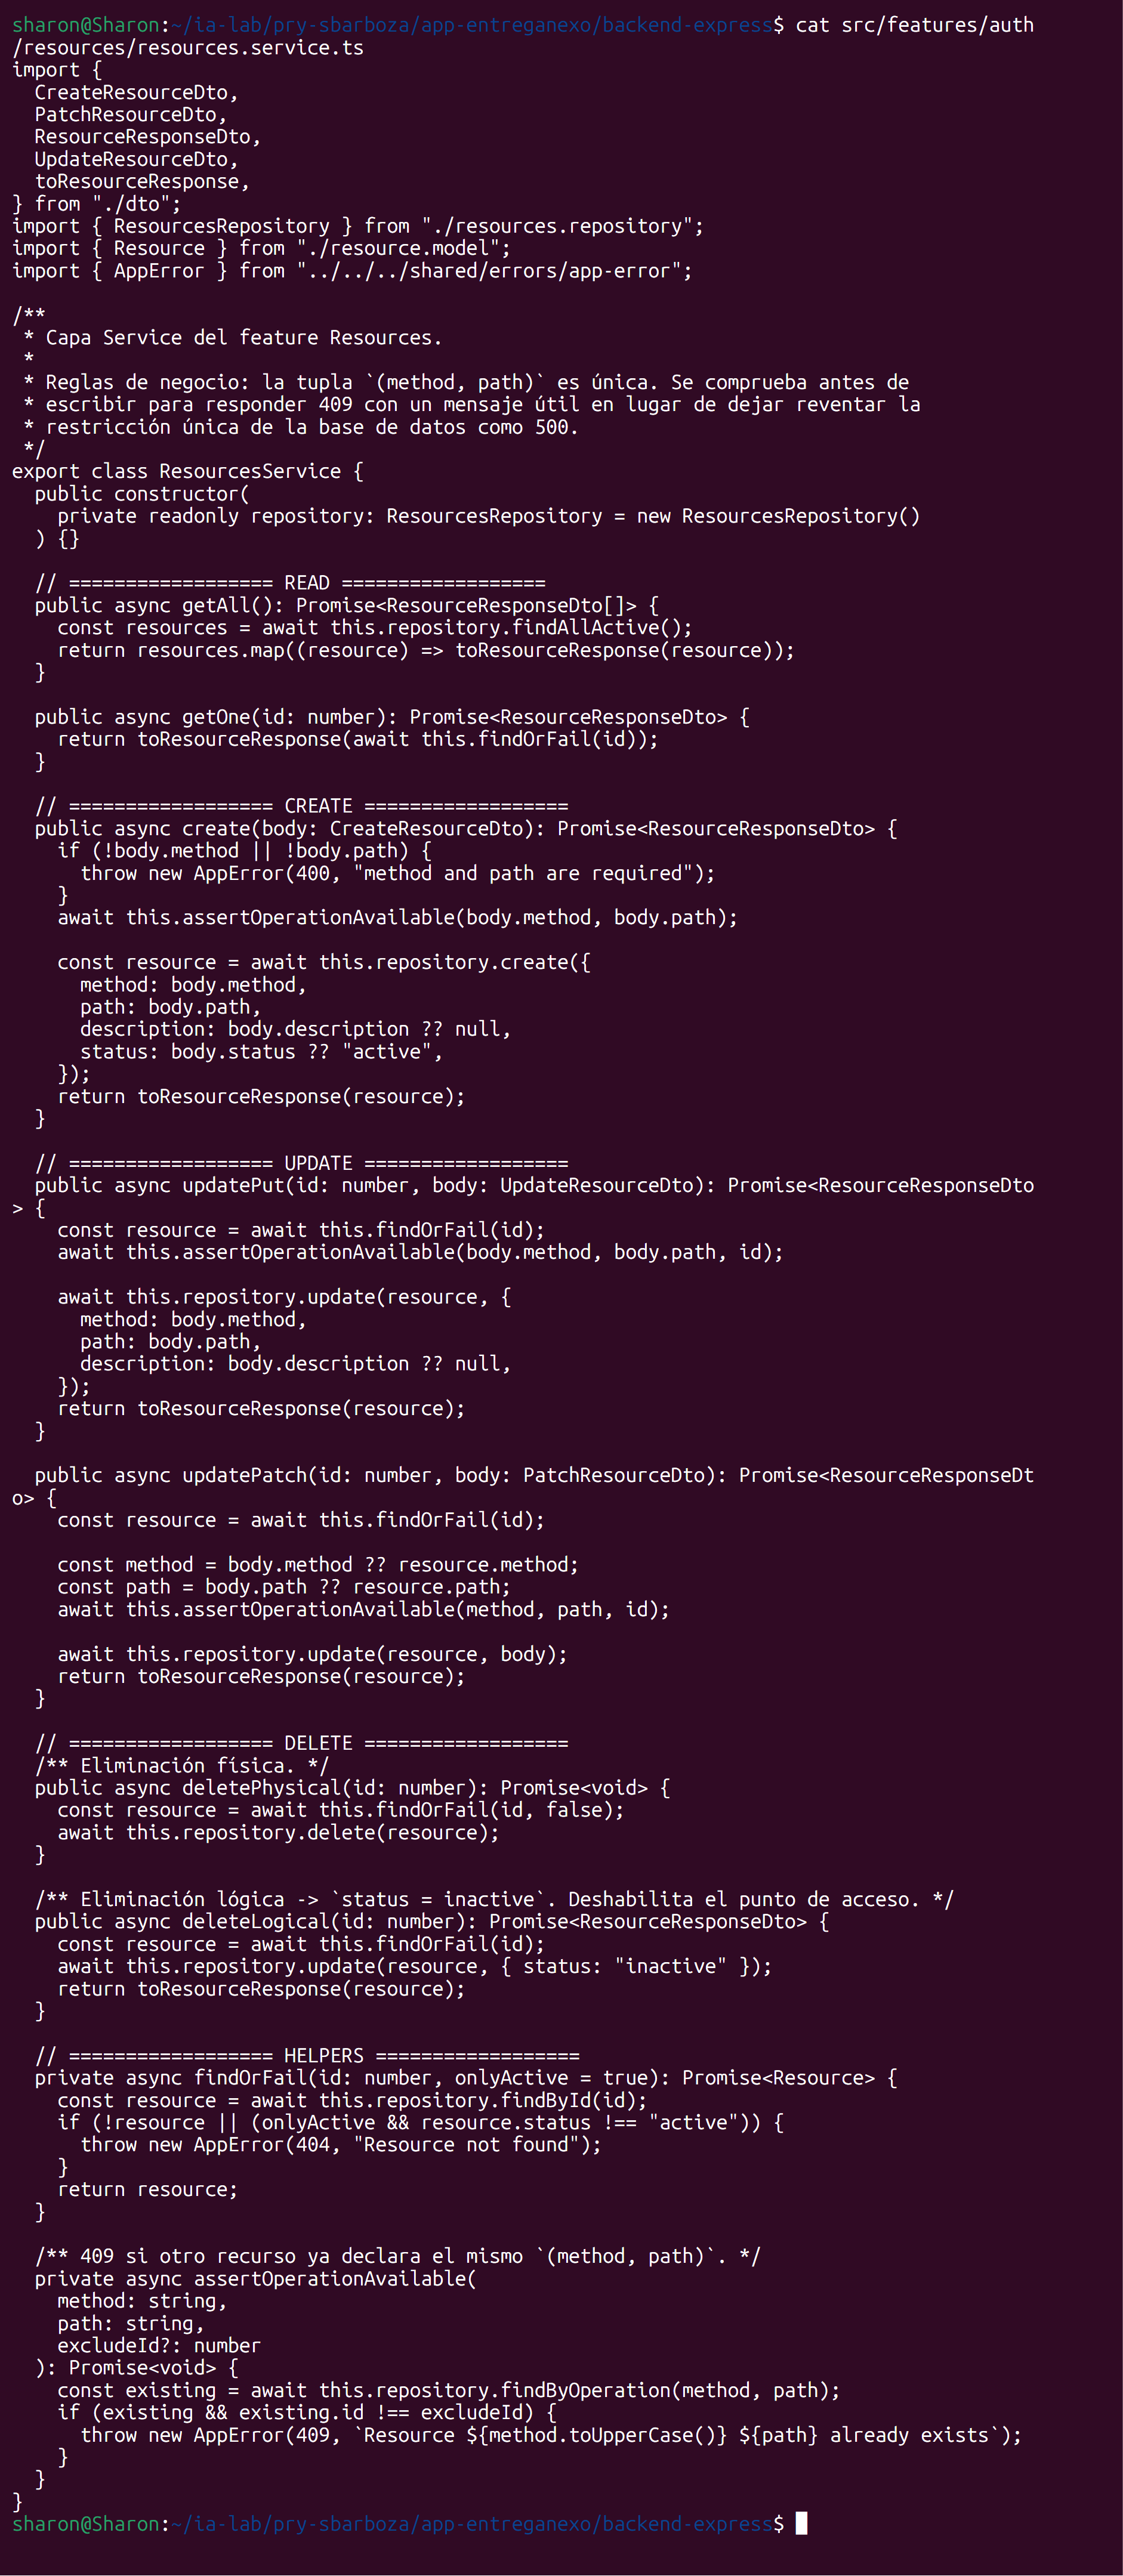 sharon@Sharon:~/ia-lab/pry-sbarboza/app-entreganexo/backend-express$ cat src/features/auth
/resources/resources.service.ts
import {
  CreateResourceDto,
  PatchResourceDto,
  ResourceResponseDto,
  UpdateResourceDto,
  toResourceResponse,
} from "./dto";
import { ResourcesRepository } from "./resources.repository";
import { Resource } from "./resource.model";
import { AppError } from "../../../shared/errors/app-error";

/**
 * Capa Service del feature Resources.
 *
 * Reglas de negocio: la tupla `(method, path)` es única. Se comprueba antes de
 * escribir para responder 409 con un mensaje útil en lugar de dejar reventar la
 * restricción única de la base de datos como 500.
 */
export class ResourcesService {
  public constructor(
    private readonly repository: ResourcesRepository = new ResourcesRepository()
  ) {}

  // ================== READ ==================
  public async getAll(): Promise<ResourceResponseDto[]> {
    const resources = await this.repository.findAllActive();
    return resources.map((resource) => toResourceResponse(resource));
  }

  public async getOne(id: number): Promise<ResourceResponseDto> {
    return toResourceResponse(await this.findOrFail(id));
  }

  // ================== CREATE ==================
  public async create(body: CreateResourceDto): Promise<ResourceResponseDto> {
    if (!body.method || !body.path) {
      throw new AppError(400, "method and path are required");
    }
    await this.assertOperationAvailable(body.method, body.path);

    const resource = await this.repository.create({
      method: body.method,
      path: body.path,
      description: body.description ?? null,
      status: body.status ?? "active",
    });
    return toResourceResponse(resource);
  }

  // ================== UPDATE ==================
  public async updatePut(id: number, body: UpdateResourceDto): Promise<ResourceResponseDto
> {
    const resource = await this.findOrFail(id);
    await this.assertOperationAvailable(body.method, body.path, id);

    await this.repository.update(resource, {
      method: body.method,
      path: body.path,
      description: body.description ?? null,
    });
    return toResourceResponse(resource);
  }

  public async updatePatch(id: number, body: PatchResourceDto): Promise<ResourceResponseDt
o> {
    const resource = await this.findOrFail(id);

    const method = body.method ?? resource.method;
    const path = body.path ?? resource.path;
    await this.assertOperationAvailable(method, path, id);

    await this.repository.update(resource, body);
    return toResourceResponse(resource);
  }

  // ================== DELETE ==================
  /** Eliminación física. */
  public async deletePhysical(id: number): Promise<void> {
    const resource = await this.findOrFail(id, false);
    await this.repository.delete(resource);
  }

  /** Eliminación lógica -> `status = inactive`. Deshabilita el punto de acceso. */
  public async deleteLogical(id: number): Promise<ResourceResponseDto> {
    const resource = await this.findOrFail(id);
    await this.repository.update(resource, { status: "inactive" });
    return toResourceResponse(resource);
  }

  // ================== HELPERS ==================
  private async findOrFail(id: number, onlyActive = true): Promise<Resource> {
    const resource = await this.repository.findById(id);
    if (!resource || (onlyActive && resource.status !== "active")) {
      throw new AppError(404, "Resource not found");
    }
    return resource;
  }

  /** 409 si otro recurso ya declara el mismo `(method, path)`. */
  private async assertOperationAvailable(
    method: string,
    path: string,
    excludeId?: number
  ): Promise<void> {
    const existing = await this.repository.findByOperation(method, path);
    if (existing && existing.id !== excludeId) {
      throw new AppError(409, `Resource ${method.toUpperCase()} ${path} already exists`);
    }
  }
}
sharon@Sharon:~/ia-lab/pry-sbarboza/app-entreganexo/backend-express$